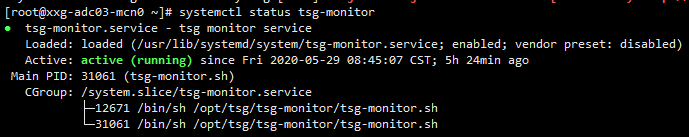 [root@xxg-adc03-mcn0 ~]# systemctl status tsg-monitor
● tsg-monitor.service - tsg monitor service
Loaded: loaded (/usr/lib/systemd/system/tsg-monitor.service; enabled; vendor preset: disabled)
Active: active (running) since Fri 2020-05-29 08:45:07 CST; 5h 24min ago
Main PID: 31061 (tsg-monitor.sh)
CGroup: /system.slice/tsg-monitor.service
├─12671 /bin/sh /opt/tsg/tsg-monitor/tsg-monitor.sh
└─31061 /bin/sh /opt/tsg/tsg-monitor/tsg-monitor.sh